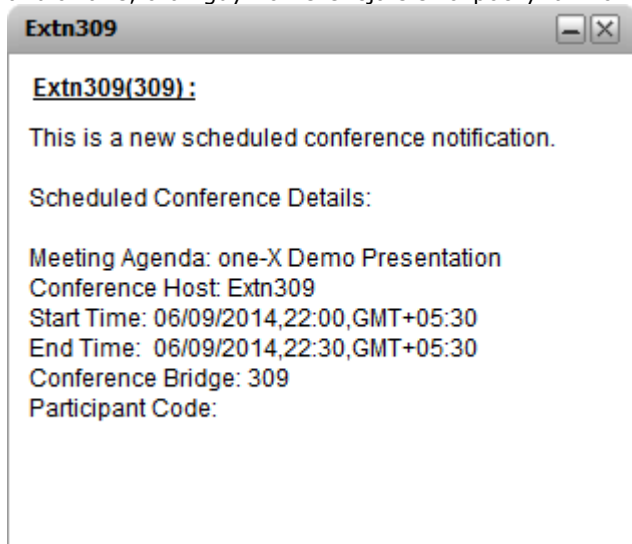 Extn309
Extn309(309) :
This is a new scheduled conference notification.
Scheduled Conference Details:
Meeting Agenda: one-X Demo Presentation
Conference Host: Extn309
Start Time: 06/09/2014,22:00,GMT+05:30
End Time:  06/09/2014,22:30,GMT+05:30
Conference Bridge: 309
Participant Code: